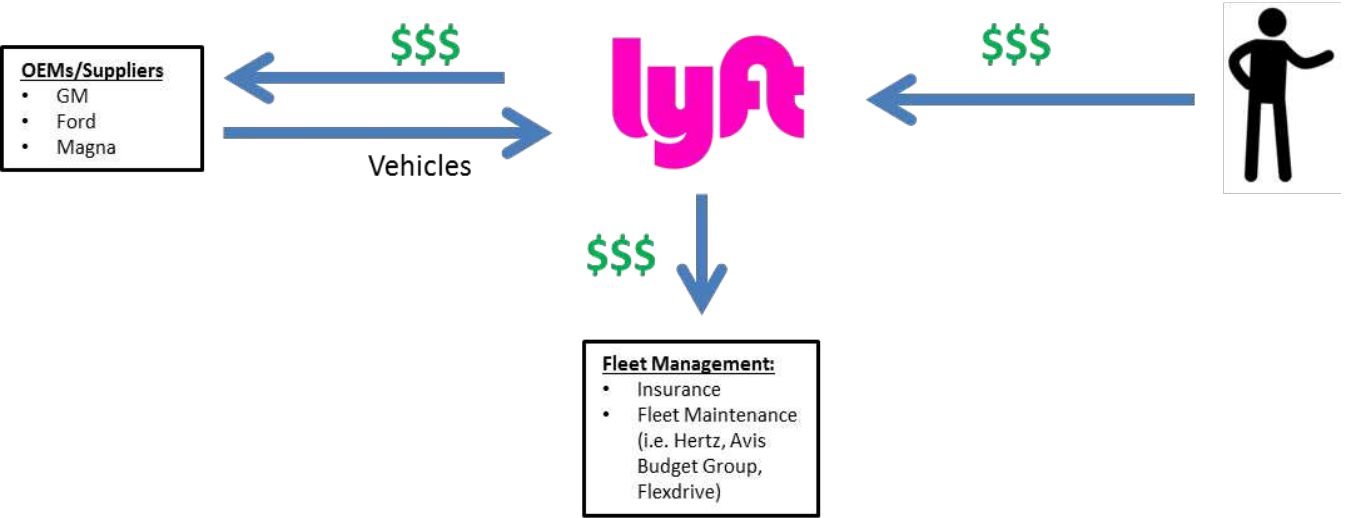 $$$
$$$
OEMs/Suppliers
• GM
• Ford
• Magna
lyft
Vehicles
$$$
Fleet Management:
• Insurance
• Fleet Maintenance
(i.e. Hertz, Avis
Budget Group,
Flexdrive)